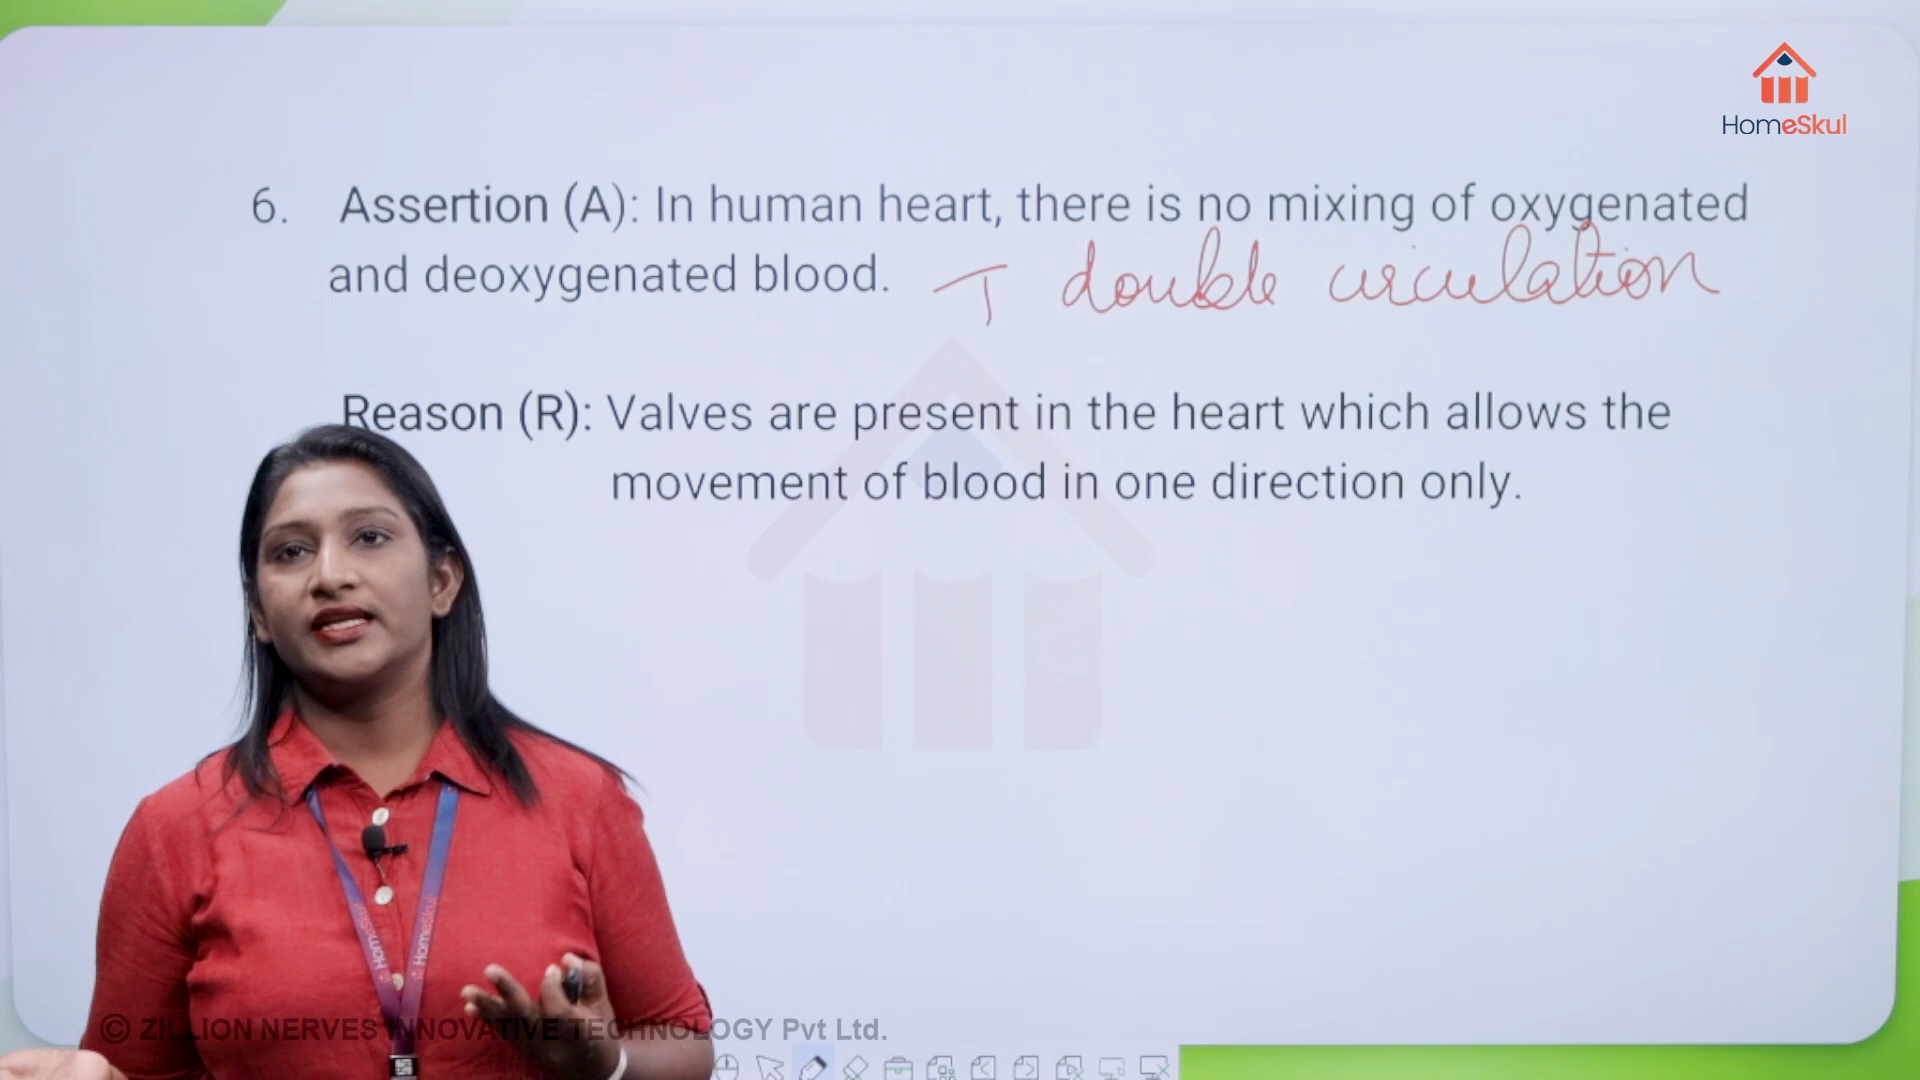 HomeSkul
6. Assertion (A): In human heart, there is no mixing of oxygenated
and deoxygenated blood. T double circulation
Reason (R): Valves are present in the heart which allows the
movement of blood in one direction only.
HomeSkul HomeSkul
© ZILLION NERVES INNOVATIVE TECHNOLOGY Pvt Ltd.